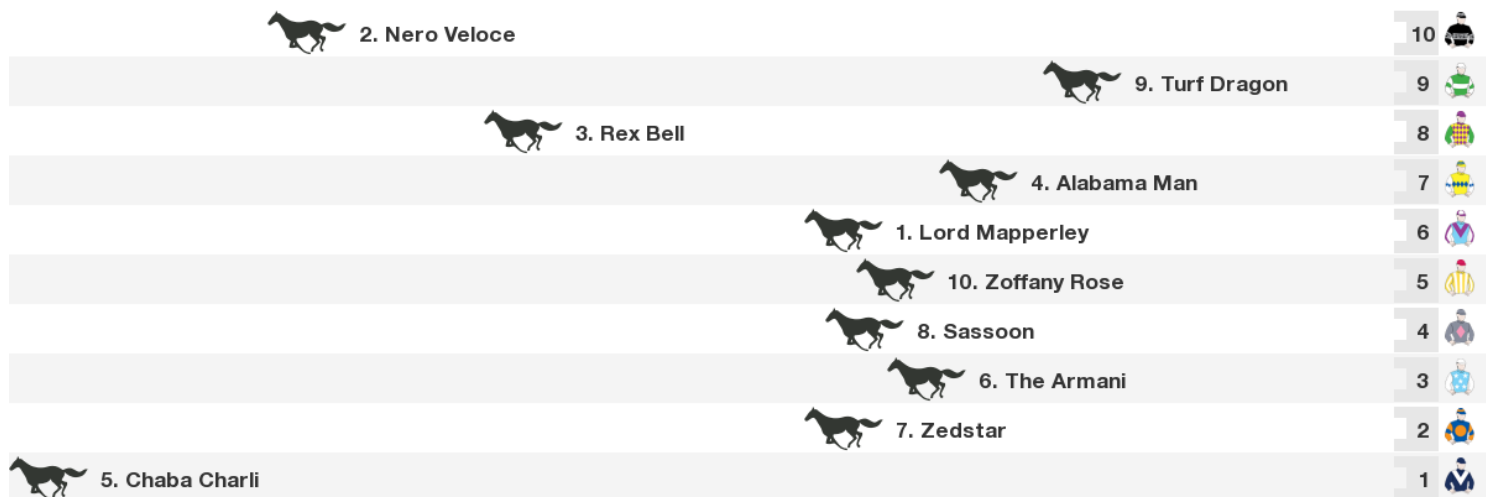 2. Nero Veloce 10
9. Turf Dragon 9
3. Rex Bell 8
4. Alabama Man 7
1. Lord Mapperley 6
10. Zoffany Rose 5
8. Sassoon 4
6. The Armani 3
7. Zedstar 2
5. Chaba Charli 1